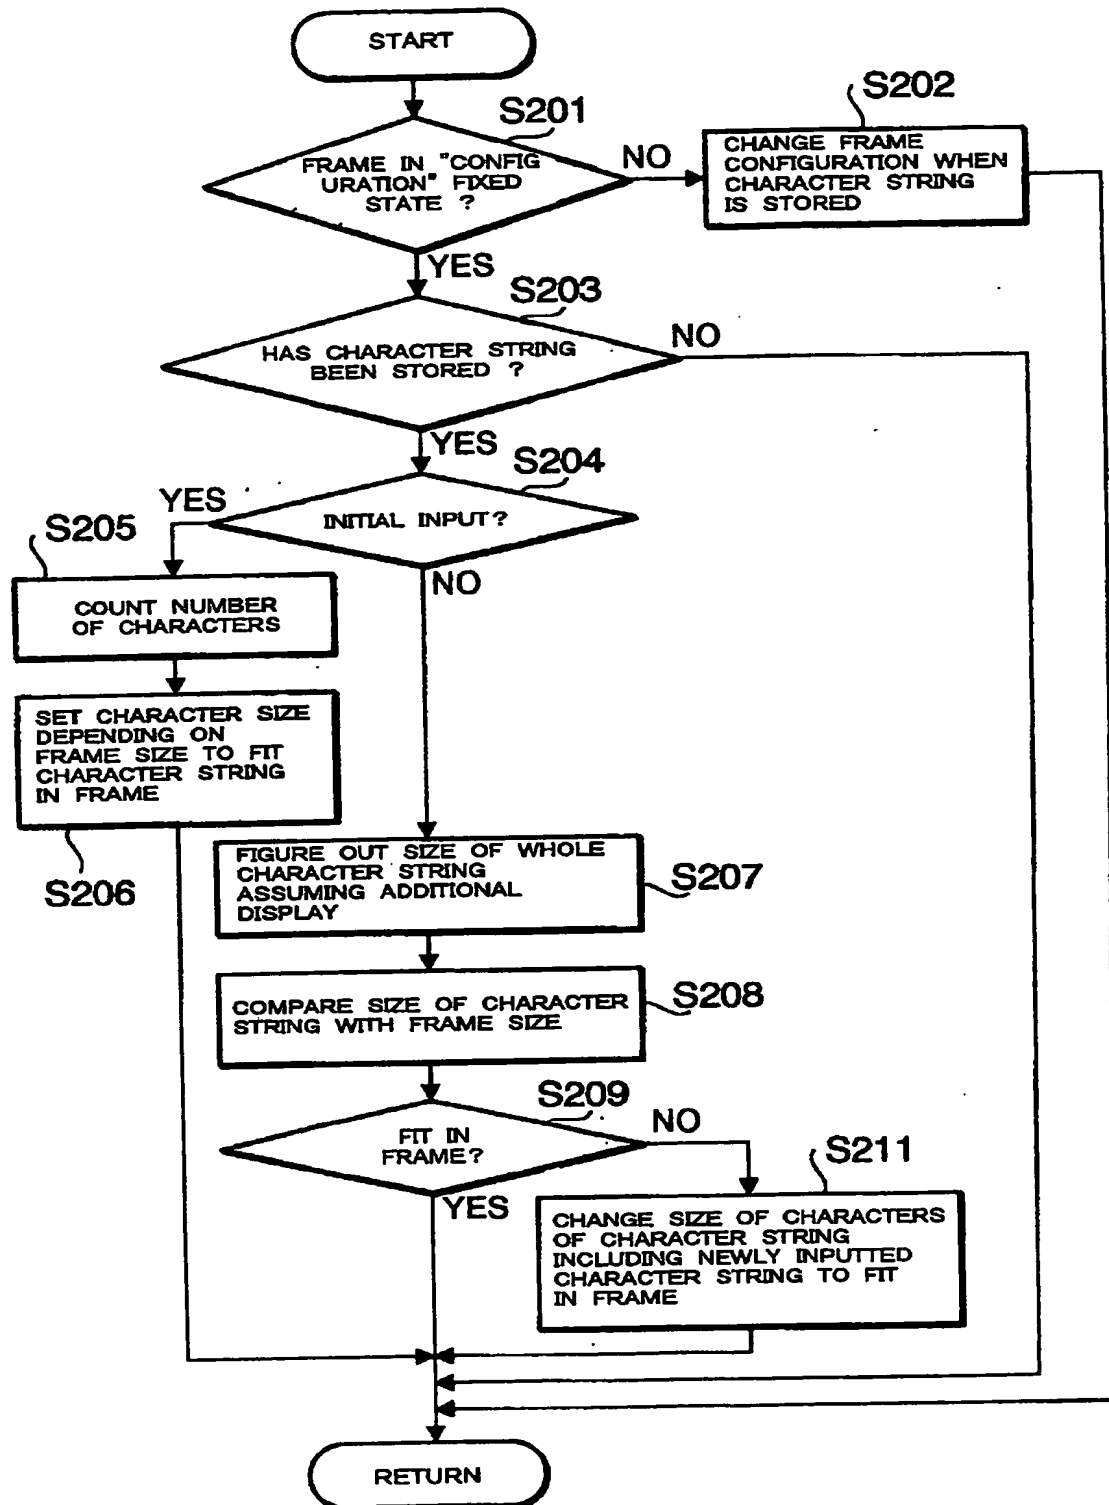 START
S201
S202
FRAME IN "CONFIG
URATION" FIXED
STATE ?
NO
CHANGE FRAME
CONFIGURATION WHEN
CHARACTER STRING
IS STORED
YES
S203
HAS CHARACTER STRING
BEEN STORED ?
NO
YES
S204
INITIAL INPUT?
YES
NO
S205
COUNT NUMBER
OF CHARACTERS
SET CHARACTER SIZE
DEPENDING ON
FRAME SIZE TO FIT
CHARACTER STRING
IN FRAME
S206
FIGURE OUT SIZE OF WHOLE
CHARACTER STRING
ASSUMING ADDITIONAL
DISPLAY
S207
COMPARE SIZE OF CHARACTER
STRING WITH FRAME SIZE
S208
S209
FIT IN
FRAME?
NO
YES
S211
CHANGE SIZE OF CHARACTERS
OF CHARACTER STRING
INCLUDING NEWLY INPUTTED
CHARACTER STRING TO FIT
IN FRAME
RETURN